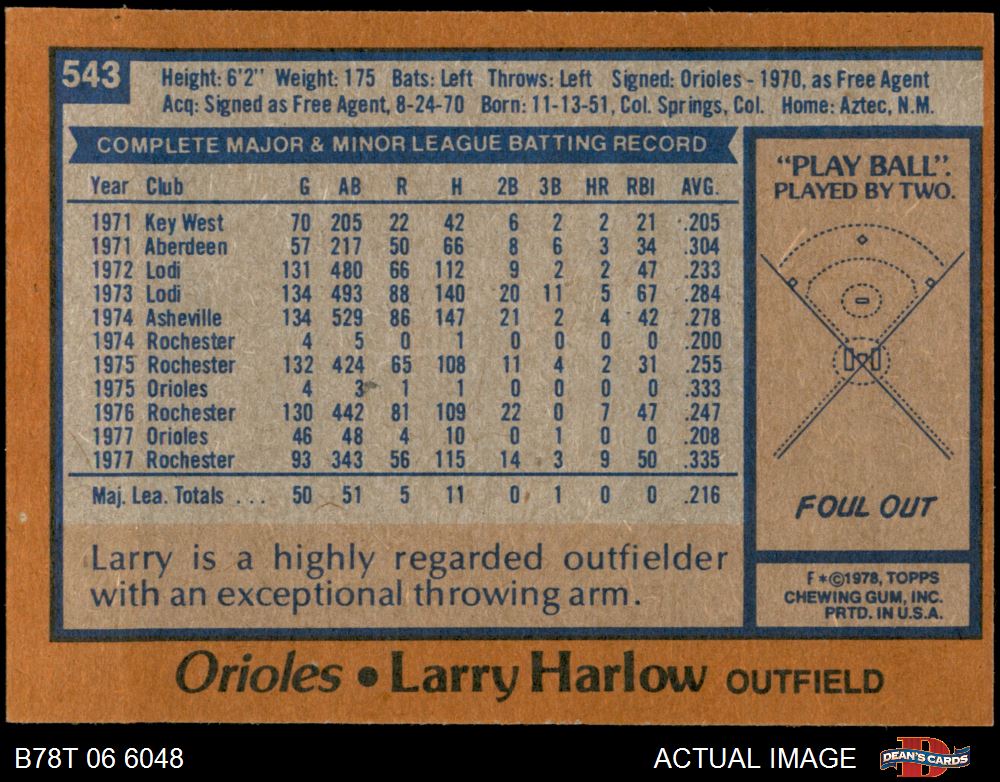 543
Height: 6'2" Weight: 175 Bats: Left Throws: Left Signed: Orioles - 1970, as Free Agent
Acq: Signed as Free Agent, 8-24-70 Born: 11-13-51, Col. Springs, Col. Home: Aztec, N.M.
COMPLETE MAJOR & MINOR LEAGUE BATTING RECORD
Year Club G AB R H 2B 3B HR RBI AVG.
1971 Key West 70 205 22 42 6 2 2 21 .205
1971 Aberdeen 57 217 50 66 8 6 3 34 .304
1972 Lodi 131 480 66 112 9 2 2 47 .233
1973 Lodi 134 493 88 140 20 11 5 67 .284
1974 Asheville 134 529 86 147 21 2 4 42 .278
1974 Rochester 4 5 0 1 0 0 0 0 .200
1975 Rochester 132 424 65 108 11 4 2 31 .255
1975 Orioles 4 3 1 1 0 0 0 0 .333
1976 Rochester 130 442 81 109 22 0 7 47 .247
1977 Orioles 46 48 4 10 0 1 0 0 .208
1977 Rochester 93 343 56 115 14 3 9 50 .335
Maj. Lea. Totals ... 50 51 5 11 0 1 0 0 .216
Larry is a highly regarded outfielder
with an exceptional throwing arm.
"PLAY BALL".
PLAYED BY TWO.
FOUL OUT
F*©1978, TOPPS
CHEWING GUM, INC.
PRTD. IN U.S.A.
Orioles • Larry Harlow OUTFIELD
B78T 06 6048
ACTUAL IMAGE
DEAN'S CARDS